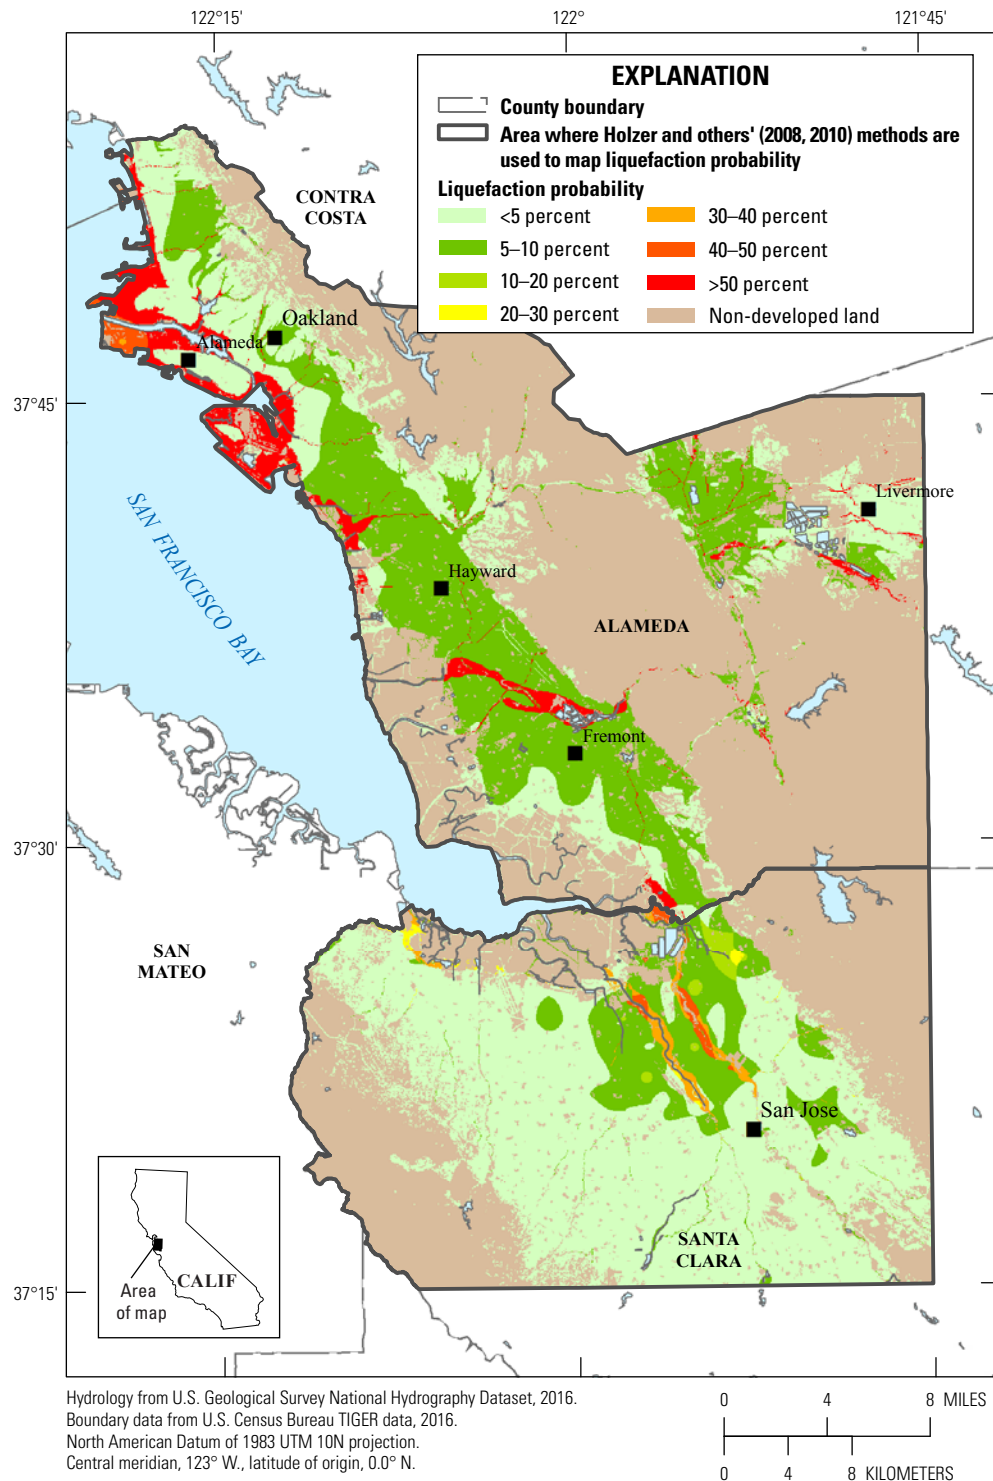 122°15'
122°
121°45'
EXPLANATION
County boundary
Area where Holzer and others' (2008, 2010) methods are
used to map liquefaction probability
Liquefaction probability
<5 percent
5–10 percent
10–20 percent
20–30 percent
30–40 percent
40–50 percent
>50 percent
Non-developed land
CONTRA
COSTA
Oakland
Alameda
37°45'
Livermore
SAN FRANCISCO BAY
Hayward
ALAMEDA
Fremont
37°30'
SAN
MATEO
San Jose
SANTA
CLARA
Area
of map
CALIF
37°15'
Hydrology from U.S. Geological Survey National Hydrography Dataset, 2016.
Boundary data from U.S. Census Bureau TIGER data, 2016.
North American Datum of 1983 UTM 10N projection.
Central meridian, 123° W., latitude of origin, 0.0° N.
0 4 8 MILES
0 4 8 KILOMETERS